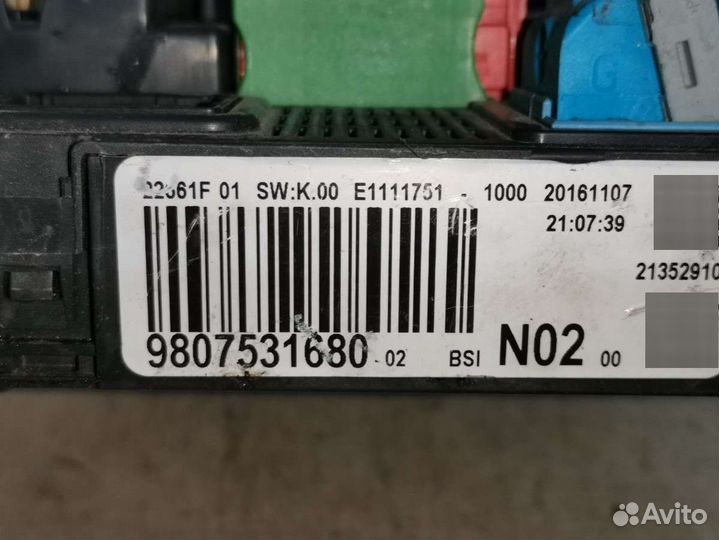 01 SW:K.00 E1111751 - 1000 20161107
21:07:39
21352910
9807531680 - 02 BSI N02 00
G
Avito